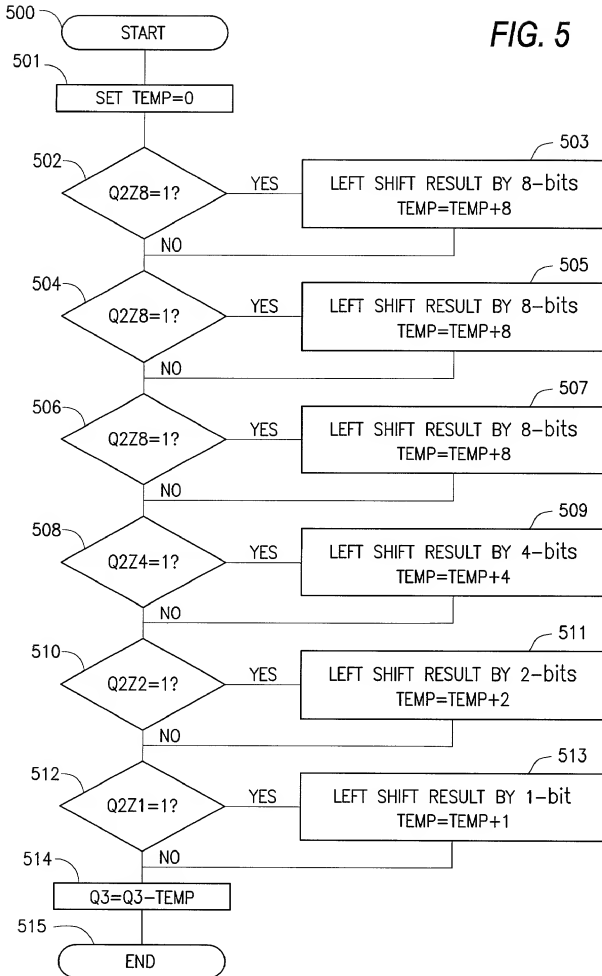 500
START
FIG. 5
501
SET TEMP=0
502
Q2Z8=1?
YES
NO
503
LEFT SHIFT RESULT BY 8-bits
TEMP=TEMP+8
504
Q2Z8=1?
YES
NO
505
LEFT SHIFT RESULT BY 8-bits
TEMP=TEMP+8
506
Q2Z8=1?
YES
NO
507
LEFT SHIFT RESULT BY 8-bits
TEMP=TEMP+8
508
Q2Z4=1?
YES
NO
509
LEFT SHIFT RESULT BY 4-bits
TEMP=TEMP+4
510
Q2Z2=1?
YES
NO
511
LEFT SHIFT RESULT BY 2-bits
TEMP=TEMP+2
512
Q2Z1=1?
YES
NO
513
LEFT SHIFT RESULT BY 1-bit
TEMP=TEMP+1
514
Q3=Q3-TEMP
515
END